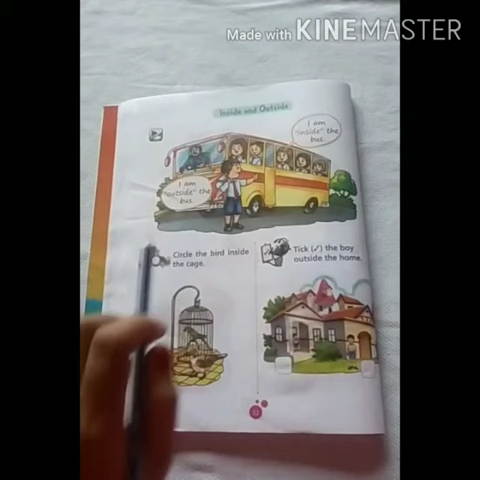 Made with KINEMASTER
Inside and Outside
I am
"inside" the
bus.
I am
"outside" the
bus.
Circle the bird inside
the cage.
Tick (✓) the boy
outside the home.